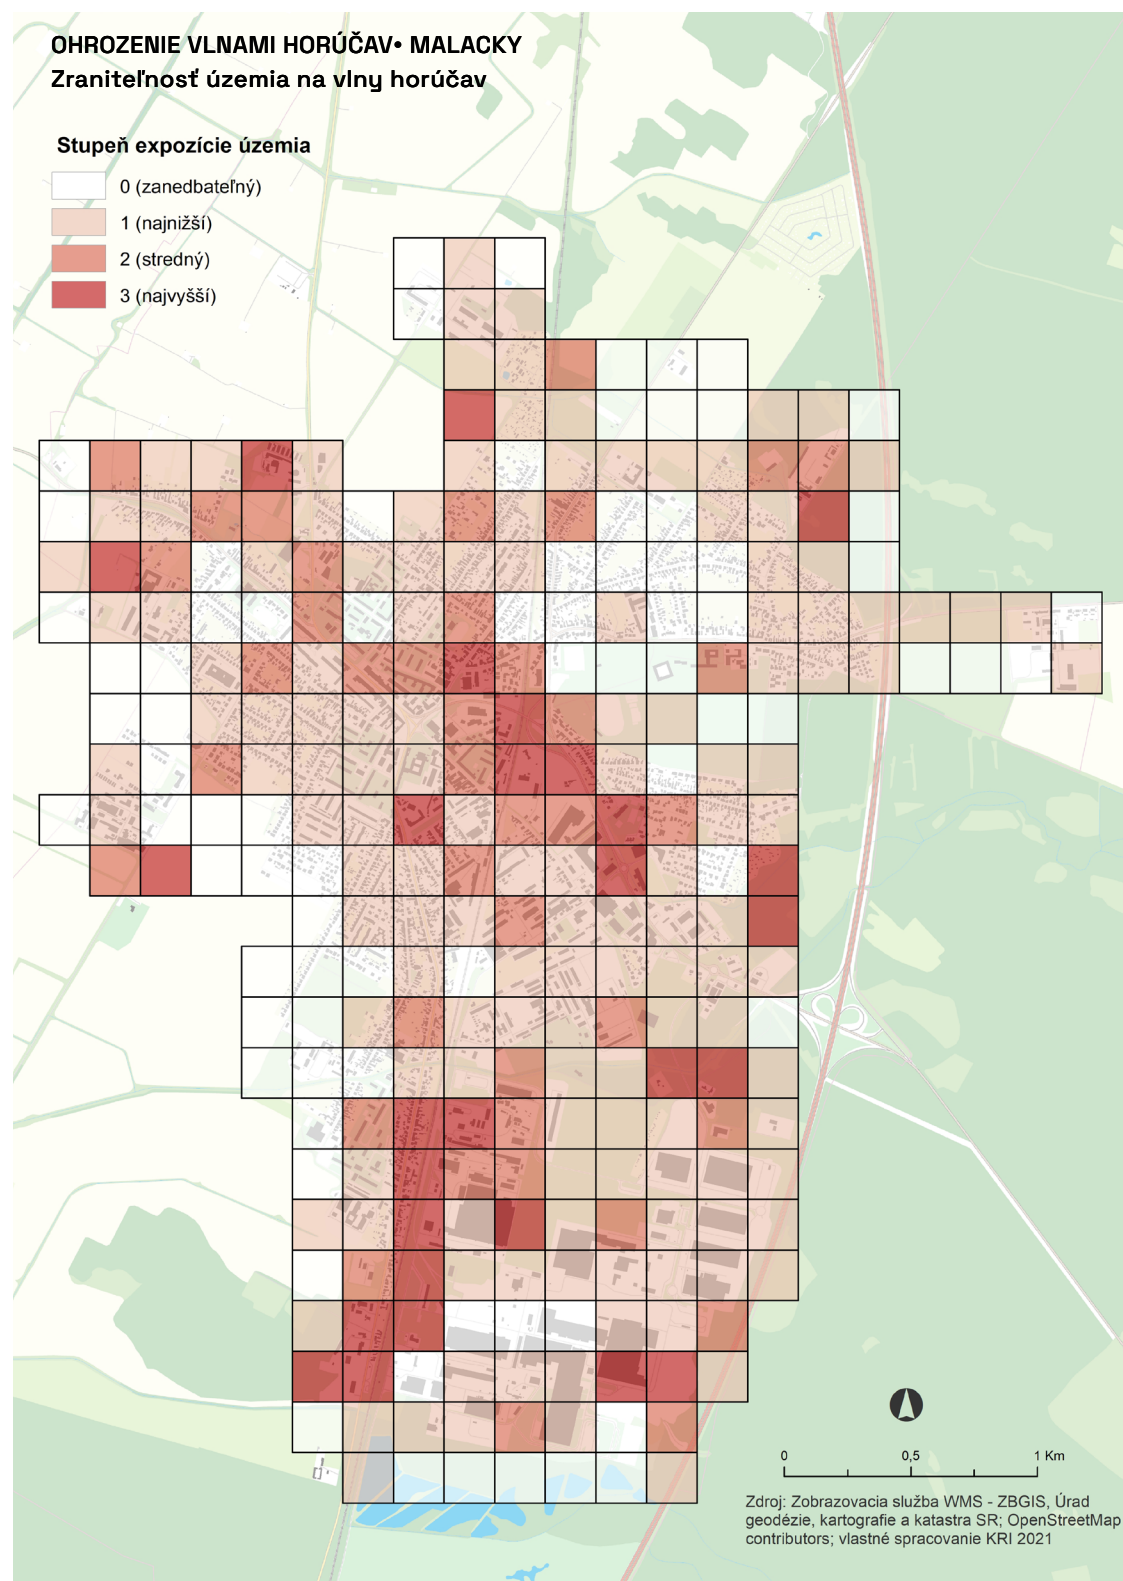 OHROZENIE VLNAMI HORÚČAV• MALACKY
Zraniteľnosť územia na vlny horúčav
Stupeň expozície územia
0 (zanedbateľný)
1 (najnižší)
2 (stredný)
3 (najvyšší)
0 0,5 1 Km
Zdroj: Zobrazovacia služba WMS - ZBGIS, Úrad
geodézie, kartografie a katastra SR; OpenStreetMap
contributors; vlastné spracovanie KRI 2021